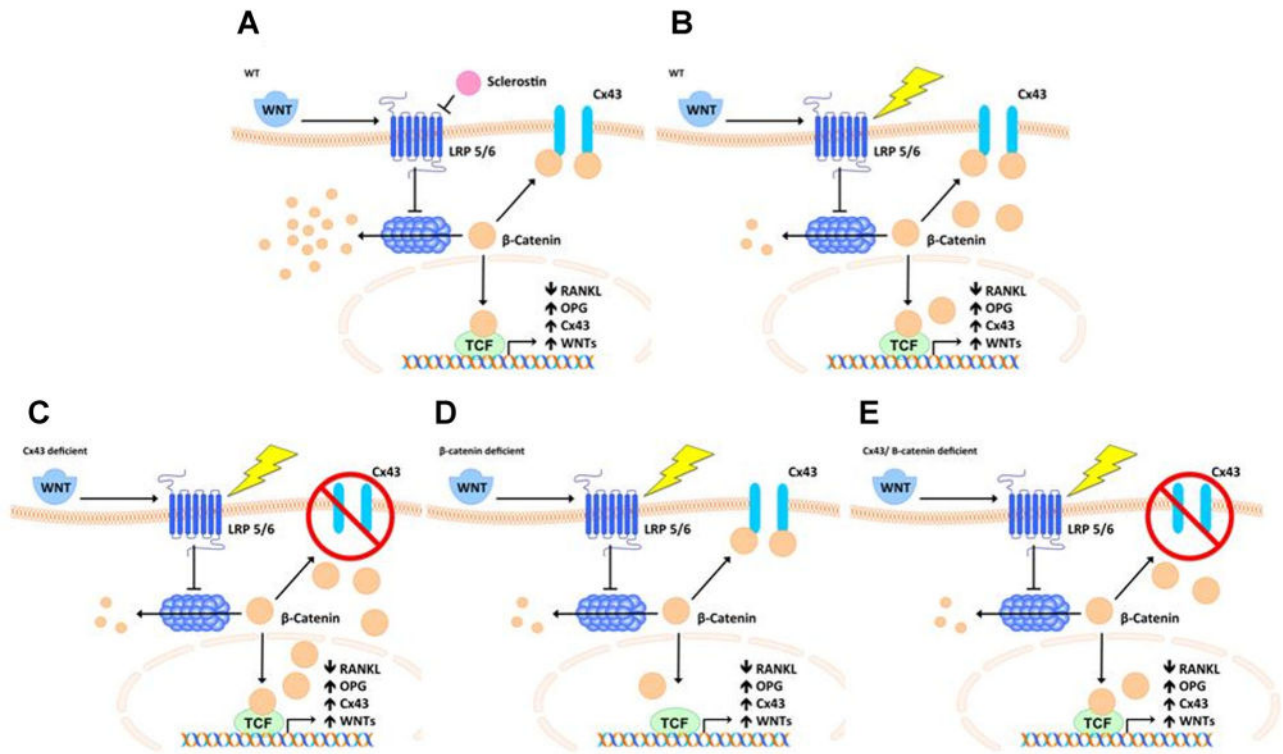 A
WT
WNT
Sclerostin
Cx43
LRP 5/6
β-Catenin
RANKL
OPG
Cx43
WNTs
TCF
B
WT
WNT
Cx43
LRP 5/6
β-Catenin
RANKL
OPG
Cx43
WNTs
TCF
C
Cx43 deficient
WNT
Cx43
LRP 5/6
β-Catenin
RANKL
OPG
Cx43
WNTs
TCF
D
β-catenin deficient
WNT
Cx43
LRP 5/6
β-Catenin
RANKL
OPG
Cx43
WNTs
TCF
E
Cx43/ B-catenin deficient
WNT
Cx43
LRP 5/6
β-Catenin
RANKL
OPG
Cx43
WNTs
TCF